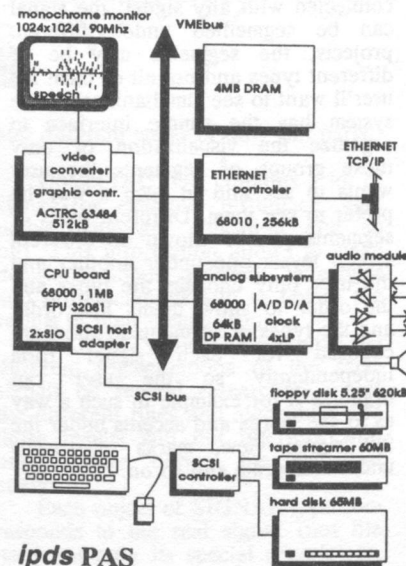 monochrome monitor
1024x1024, 90Mhz
speech
VMEbus
4MB DRAM
video
converter
graphic contr.
ACTRC 63484
512kB
ETHERNET
controller
68010, 256kB
ETHERNET
TCP/IP
CPU board
68000, 1MB
FPU 32081
2xSIO
SCSI host
adapter
analog subsystem
68000
64kB
DP RAM
A/D D/A
clock
4xLP
audio module
SCSI bus
floppy disk 5.25" 620kB
tape streamer 60MB
SCSI
controller
hard disk 65MB
ipds PAS